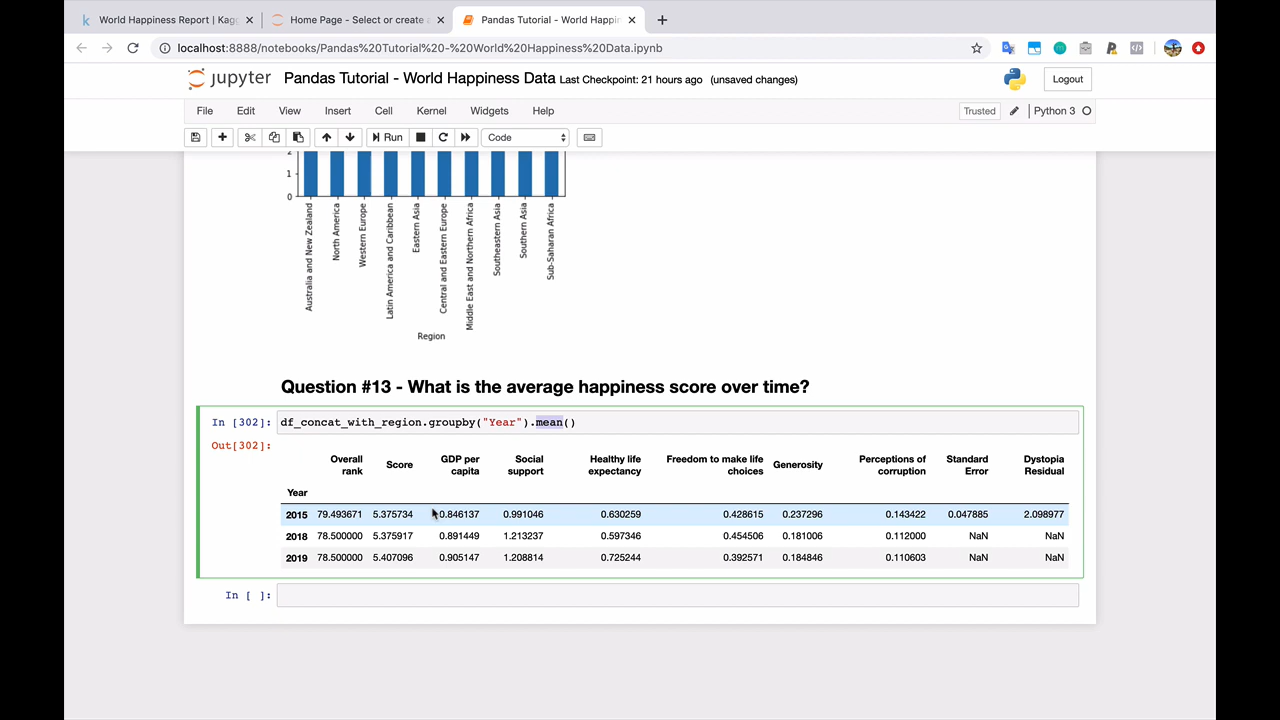 World Happiness Report | Kagg
Home Page - Select or create a
Pandas Tutorial - World Happin
localhost:8888/notebooks/Pandas%20Tutorial%20-%20World%20Happiness%20Data.ipynb
jupyter Pandas Tutorial - World Happiness Data Last Checkpoint: 21 hours ago (unsaved changes)
Logout
File Edit View Insert Cell Kernel Widgets Help
Trusted
Python 3
Run
Code
1
0
Australia and New Zealand
North America
Western Europe
Latin America and Caribbean
Eastern Asia
Central and Eastern Europe
Middle East and Northern Africa
Southeastern Asia
Southern Asia
Sub-Saharan Africa
Region
Question #13 - What is the average happiness score over time?
In [302]: df_concat_with_region.groupby("Year").mean()
Out[302]:
Overall rank Score GDP per capita Social support Healthy life expectancy Freedom to make life choices Generosity Perceptions of corruption Standard Error Dystopia Residual
Year
2015 79.493671 5.375734 0.846137 0.991046 0.630259 0.428615 0.237296 0.143422 0.047885 2.098977
2018 78.500000 5.375917 0.891449 1.213237 0.597346 0.454506 0.181006 0.112000 NaN NaN
2019 78.500000 5.407096 0.905147 1.208814 0.725244 0.392571 0.184846 0.110603 NaN NaN
In [ ]: